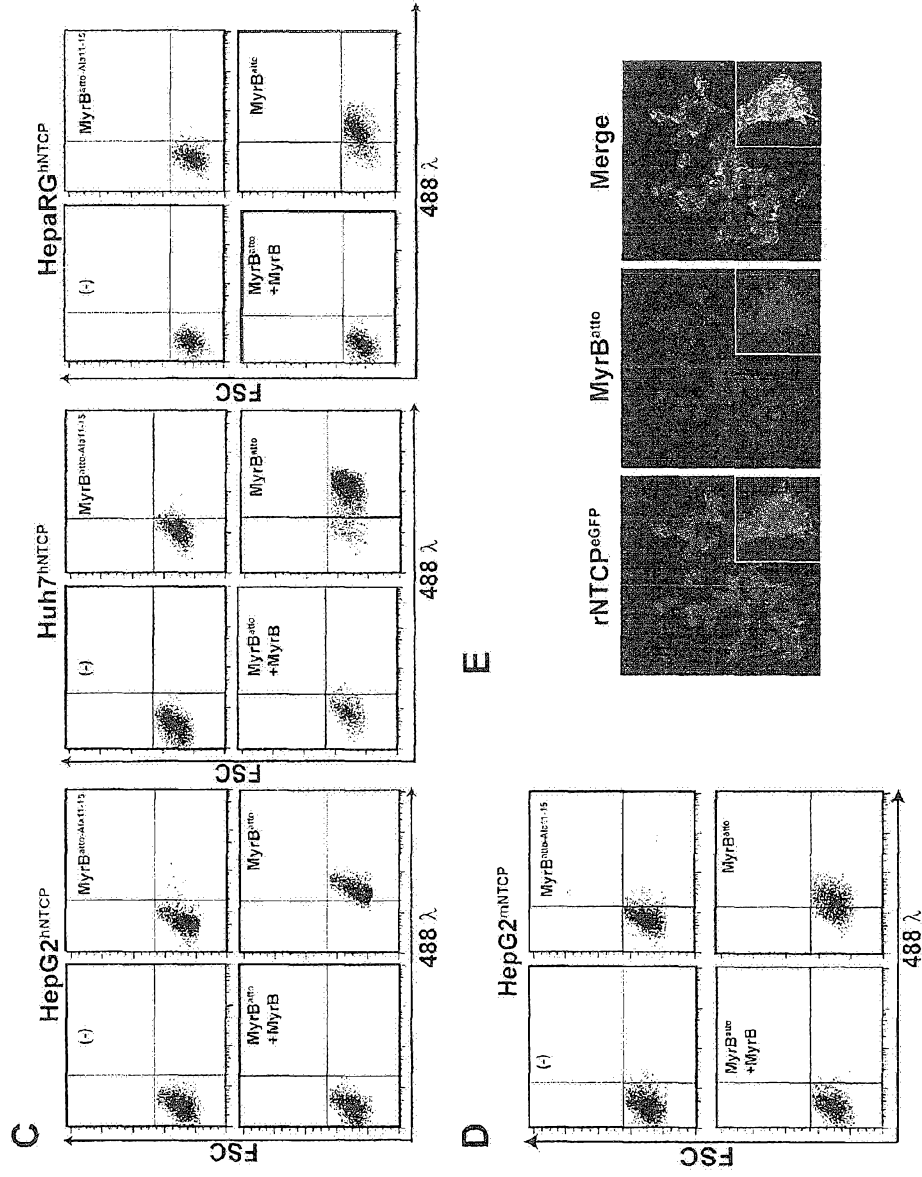 C
HepG2hNTCP
Huh7hNTCP
HepaRGhNTCP
FSC
(-)
MyrBatto-Ala11-15
MyrBatto
+MyrB
MyrBatto
488 λ
FSC
(-)
MyrBatto-Ala11-15
MyrBatto
+MyrB
MyrBatto
488 λ
FSC
(-)
MyrBatto-Ala11-15
MyrBatto
+MyrB
MyrBatto
488 λ
D
HepG2mNTCP
FSC
(-)
MyrBatto-Ala11-15
MyrBatto
+MyrB
MyrBatto
488 λ
E
rNTCPeGFP
MyrBatto
Merge